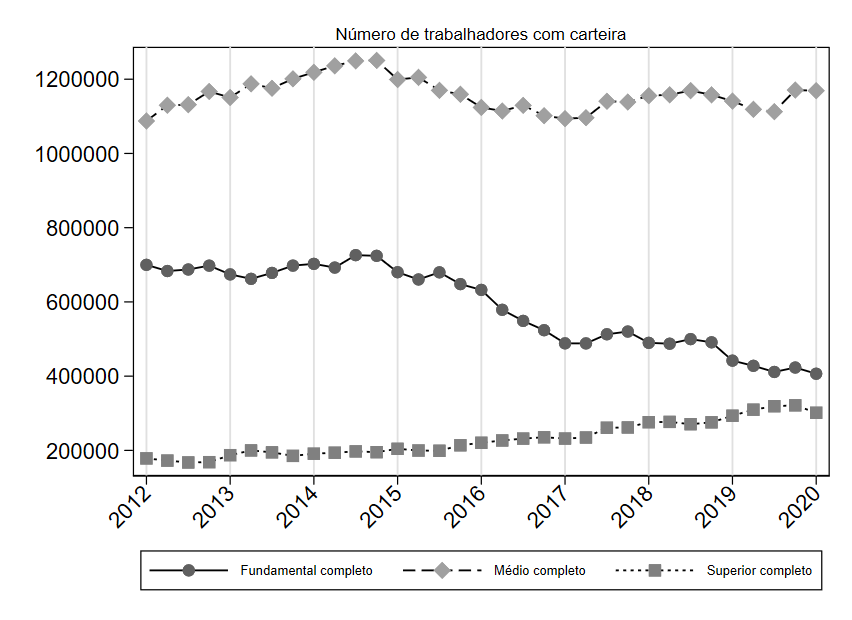 Número de trabalhadores com carteira
1200000
1000000
800000
600000
400000
200000
2012 2013 2014 2015 2016 2017 2018 2019 2020
Fundamental completo Médio completo Superior completo